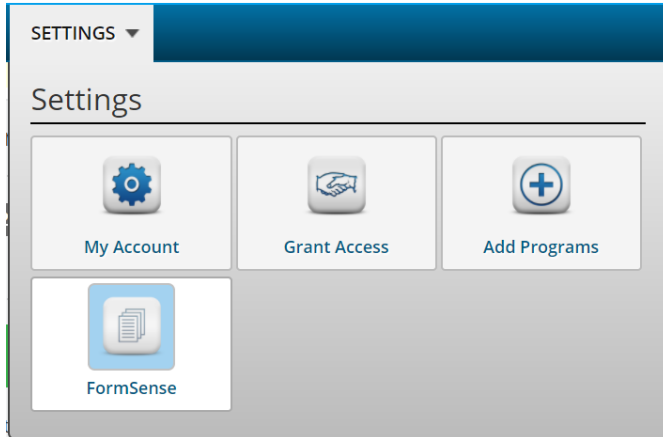 SETTINGS
Settings
My Account
Grant Access
Add Programs
FormSense